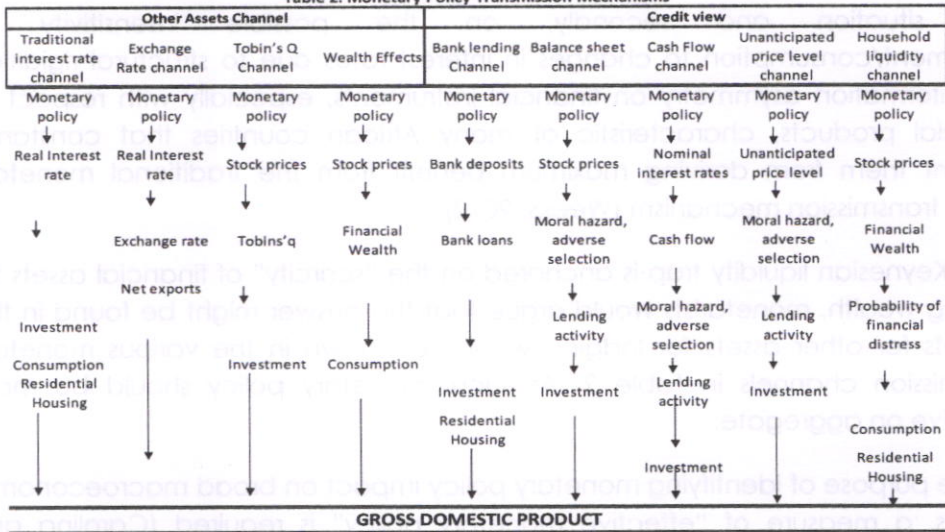 Table 2: Monetary Policy Transmission Mechanisms
Other Assets Channel
Credit view
Traditional
Interest rate
channel
Exchange
Rate channel
Tobin's Q
Wealth Effects
Bank lending
Channel
Balance sheet
channel
Cash Flow
channel
Unanticipated
price level
channel
Household
liquidity
channel
Monetary
policy
Monetary
policy
Monetary
policy
Monetary
policy
Monetary
policy
Monetary
policy
Monetary
policy
Monetary
policy
Monetary
policy
Real Interest
rate
Real Interest
rate
Stock prices
Stock prices
Bank deposits
Stock prices
Nominal
interest rates
Unanticipated
price level
Stock prices
Exchange rate
Tobins'q
Financial
Wealth
Bank loans
Moral hazard,
adverse
selection
Cash flow
Moral hazard,
adverse
selection
Financial
Wealth
Net exports
Investment
Lending
activity
Moral hazard,
adverse
selection
Lending
activity
Probability of
financial
distress
Consumption
Residential
Housing
Investment
Consumption
Investment
Residential
Housing
Investment
Lending
activity
Investment
Consumption
Investment
Residential
Housing
GROSS DOMESTIC PRODUCT